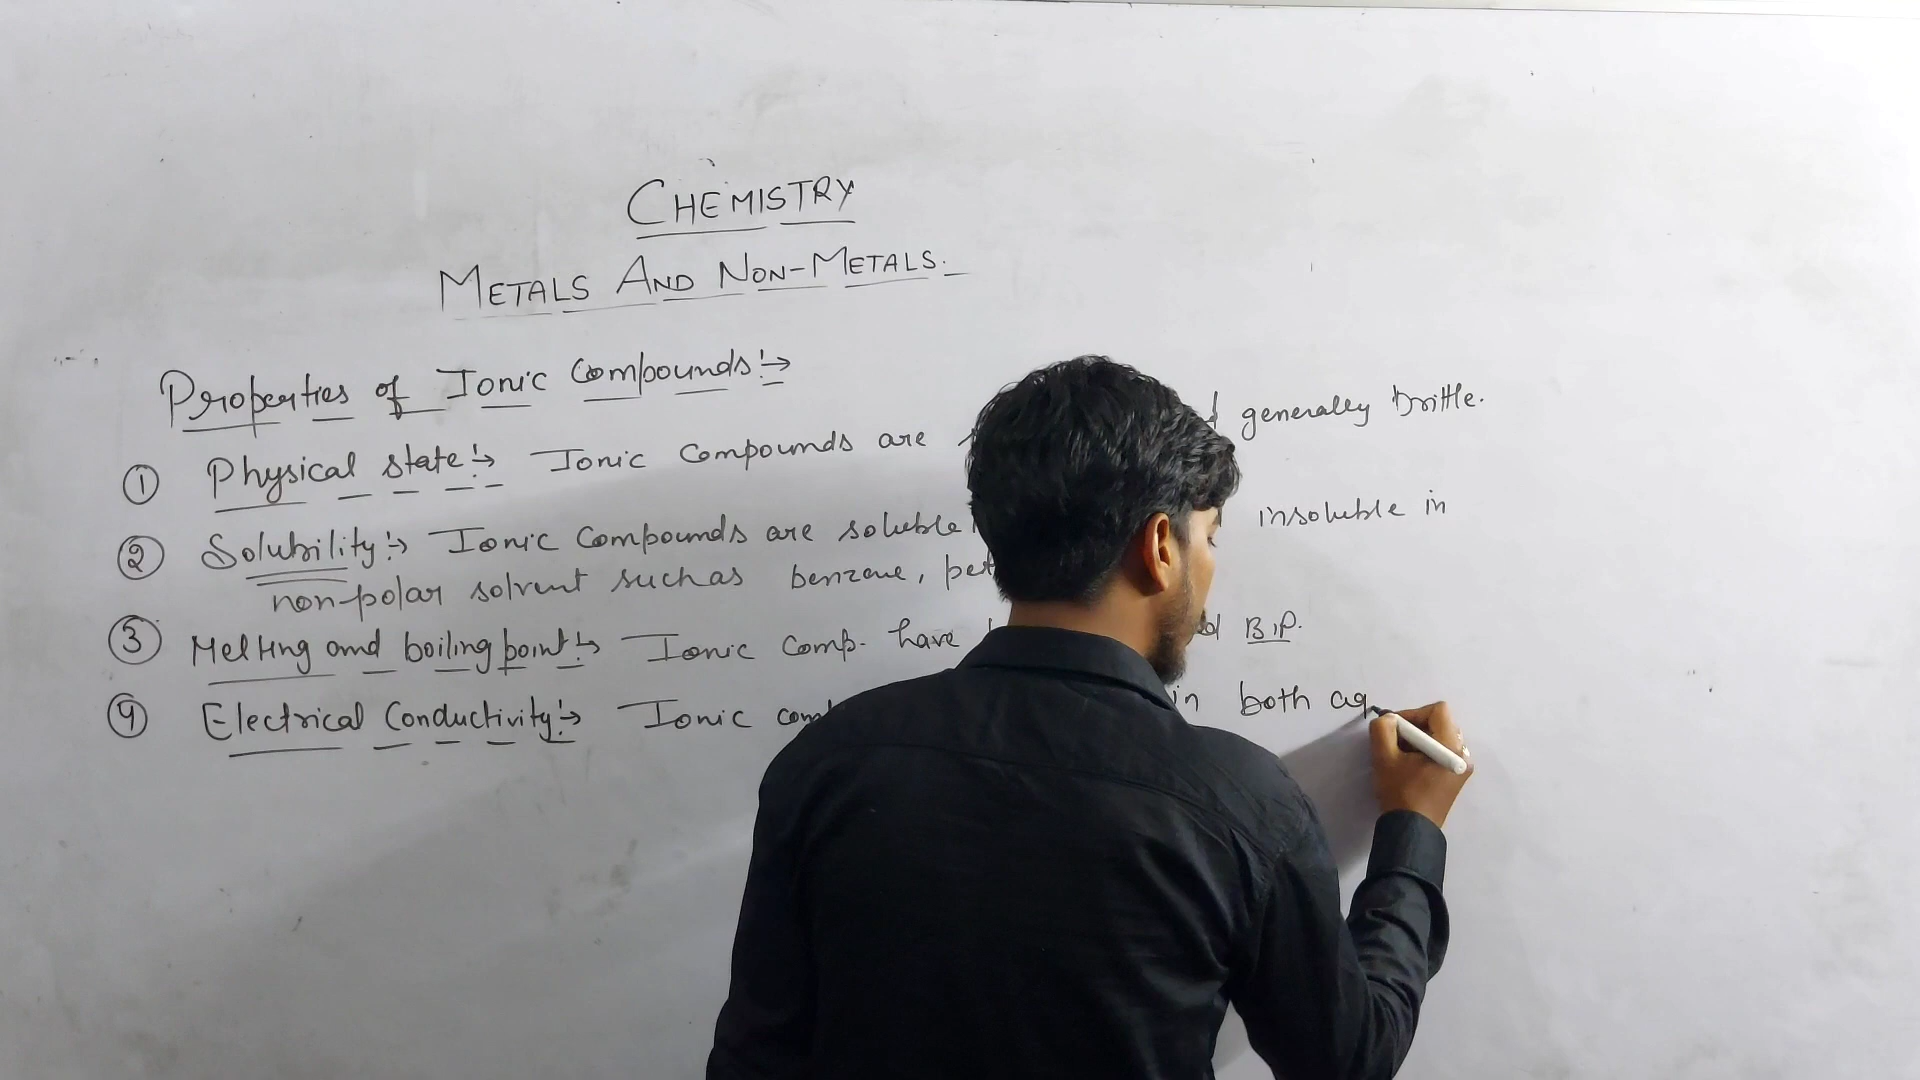 CHEMISTRY
METALS AND NON-METALS.
Properties of Ionic Compounds:→
① Physical state:→ Ionic Compounds are generally brittle.
② Solubility:→ Ionic Compounds are soluble insoluble in
non-polar solvent such as benzene,
③ Melting and boiling point:→ Ionic comp. have B.P.
④ Electrical Conductivity:→ Ionic in both aq